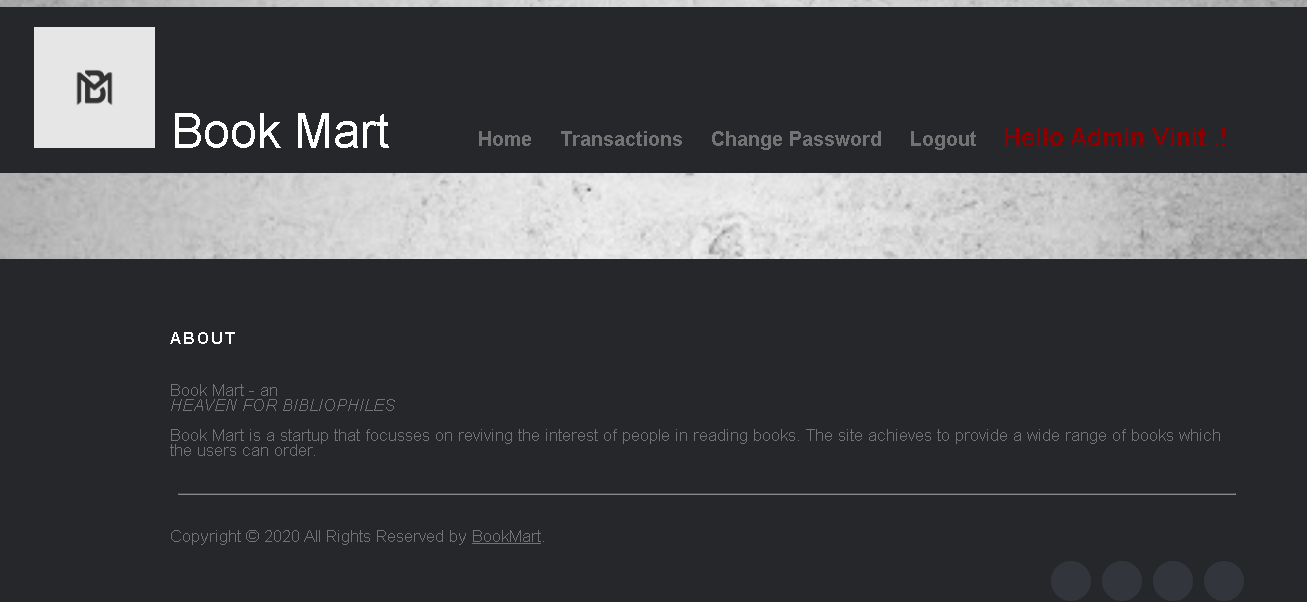 Book Mart
Home Transactions Change Password Logout Hello Admin Vinit .!
ABOUT
Book Mart - an
HEAVEN FOR BIBLIOPHILES
Book Mart is a startup that focusses on reviving the interest of people in reading books. The site achieves to provide a wide range of books which
the users can order.
Copyright © 2020 All Rights Reserved by BookMart.